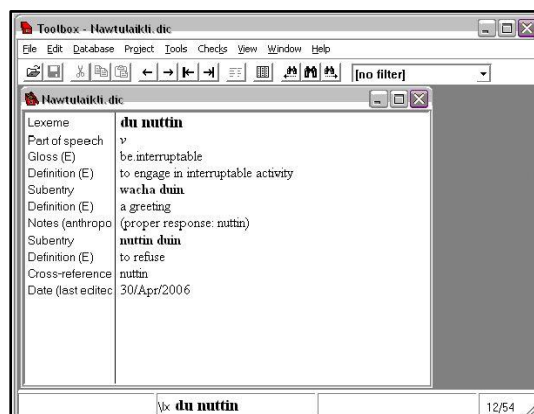 Toolbox - Nawtulaikli.dic
File Edit Database Project Tools Checks View Window Help
[no filter]
Nawtulaikli.dic
Lexeme du nuttin
Part of speech v
Gloss (E) be.interruptable
Definition (E) to engage in interruptable activity
Subentry wacha duin
Definition (E) a greeting
Notes (anthropo (proper response: nuttin)
Subentry nuttin duin
Definition (E) to refuse
Cross-reference nuttin
Date (last editec 30/Apr/2006
\lx du nuttin 12/54